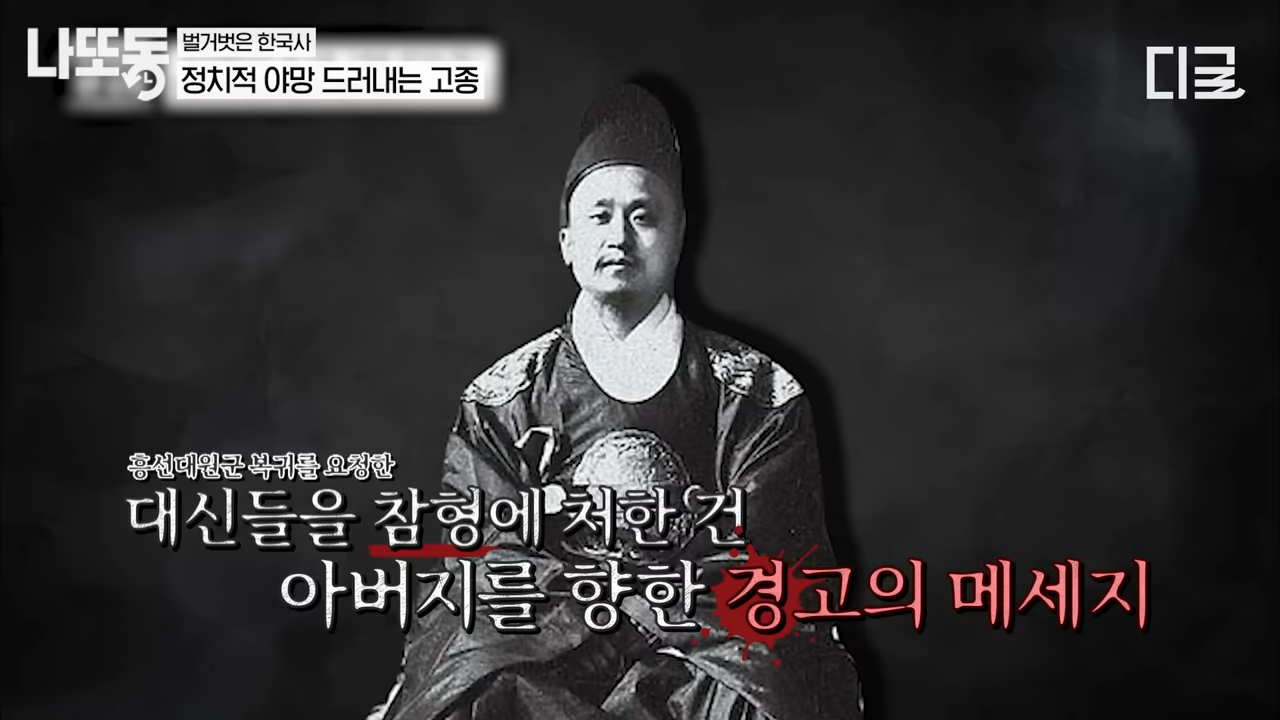 나또동
벌거벗은 한국사
정치적 야망 드러내는 고종
디글
흥선대원군 복귀를 요청한
대신들을 참형에 처한 건
아버지를 향한 경고의 메세지